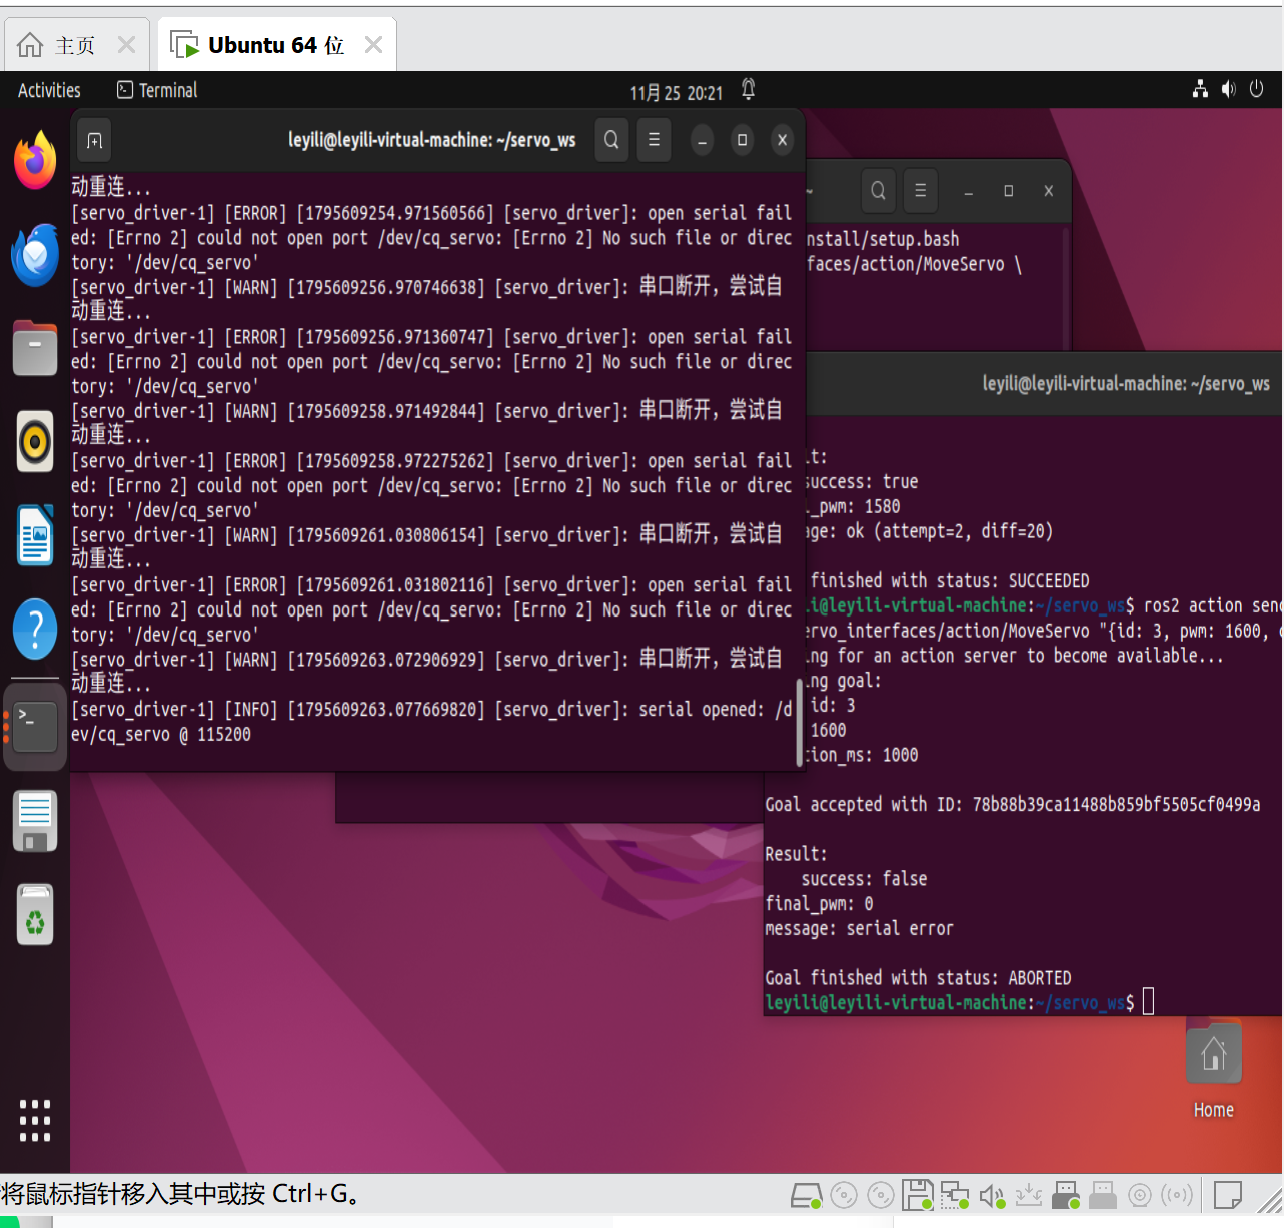 主页
Ubuntu 64 位
Activities
Terminal
11月 25 20:21
leyili@leyili-virtual-machine: ~/servo_ws
动重连...
[servo_driver-1] [ERROR] [1795609254.971560566] [servo_driver]: open serial fail
ed: [Errno 2] could not open port /dev/cq_servo: [Errno 2] No such file or direc
tory: '/dev/cq_servo'
[servo_driver-1] [WARN] [1795609256.970746638] [servo_driver]: 串口断开，尝试自
动重连...
[servo_driver-1] [ERROR] [1795609256.971360747] [servo_driver]: open serial fail
ed: [Errno 2] could not open port /dev/cq_servo: [Errno 2] No such file or direc
tory: '/dev/cq_servo'
[servo_driver-1] [WARN] [1795609258.971492844] [servo_driver]: 串口断开，尝试自
动重连...
[servo_driver-1] [ERROR] [1795609258.972275262] [servo_driver]: open serial fail
ed: [Errno 2] could not open port /dev/cq_servo: [Errno 2] No such file or direc
tory: '/dev/cq_servo'
[servo_driver-1] [WARN] [1795609261.030806154] [servo_driver]: 串口断开，尝试自
动重连...
[servo_driver-1] [ERROR] [1795609261.031802116] [servo_driver]: open serial fail
ed: [Errno 2] could not open port /dev/cq_servo: [Errno 2] No such file or direc
tory: '/dev/cq_servo'
[servo_driver-1] [WARN] [1795609263.072906929] [servo_driver]: 串口断开，尝试自
动重连...
[servo_driver-1] [INFO] [1795609263.077669820] [servo_driver]: serial opened: /d
ev/cq_servo @ 115200
~
nstall/setup.bash
faces/action/MoveServo \
leyili@leyili-virtual-machine: ~/servo_ws
lt:
success: true
_pwm: 1580
age: ok (attempt=2, diff=20)
finished with status: SUCCEEDED
li@leyili-virtual-machine:~/servo_ws$ ros2 action sen
ervo_interfaces/action/MoveServo "{id: 3, pwm: 1600,
ng for an action server to become available...
ng goal:
id: 3
1600
tion_ms: 1000
Goal accepted with ID: 78b88b39ca11488b859bf5505cf0499a
Result:
success: false
final_pwm: 0
message: serial error
Goal finished with status: ABORTED
leyili@leyili-virtual-machine:~/servo_ws$
Home
将鼠标指针移入其中或按 Ctrl+G。